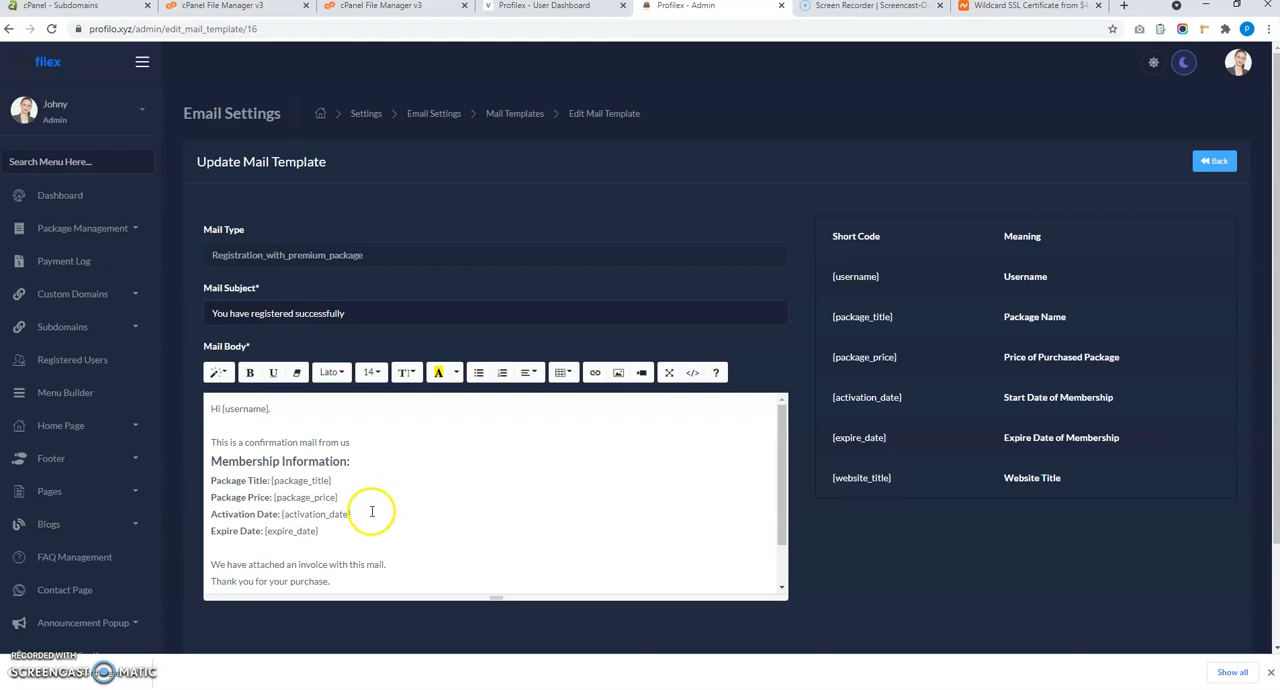 cPanel - Subdomains
cPanel File Manager v3
cPanel File Manager v3
Profilex - User Dashboard
Profilex - Admin
Screen Recorder | Screencast-O-
Wildcard SSL Certificate from $4
profilo.xyz/admin/edit_mail_template/16
P
filex
Johny
Admin
Search Menu Here...
Dashboard
Package Management
Payment Log
Custom Domains
Subdomains
Registered Users
Menu Builder
Home Page
Footer
Pages
Blogs
FAQ Management
Contact Page
Announcement Popup
Email Settings
Settings
Email Settings
Mail Templates
Edit Mail Template
Update Mail Template
Back
Mail Type
Registration_with_premium_package
Mail Subject*
You have registered successfully
Mail Body*
B U Lato 14 T A </> ?
Hi {username},
This is a confirmation mail from us
Membership Information:
Package Title: {package_title}
Package Price: {package_price}
Activation Date: {activation_date}
Expire Date: {expire_date}
We have attached an invoice with this mail.
Thank you for your purchase.
Short Code Meaning
{username} Username
{package_title} Package Name
{package_price} Price of Purchased Package
{activation_date} Start Date of Membership
{expire_date} Expire Date of Membership
{website_title} Website Title
RECORDED WITH
SCREENCAST MATIC
Show all